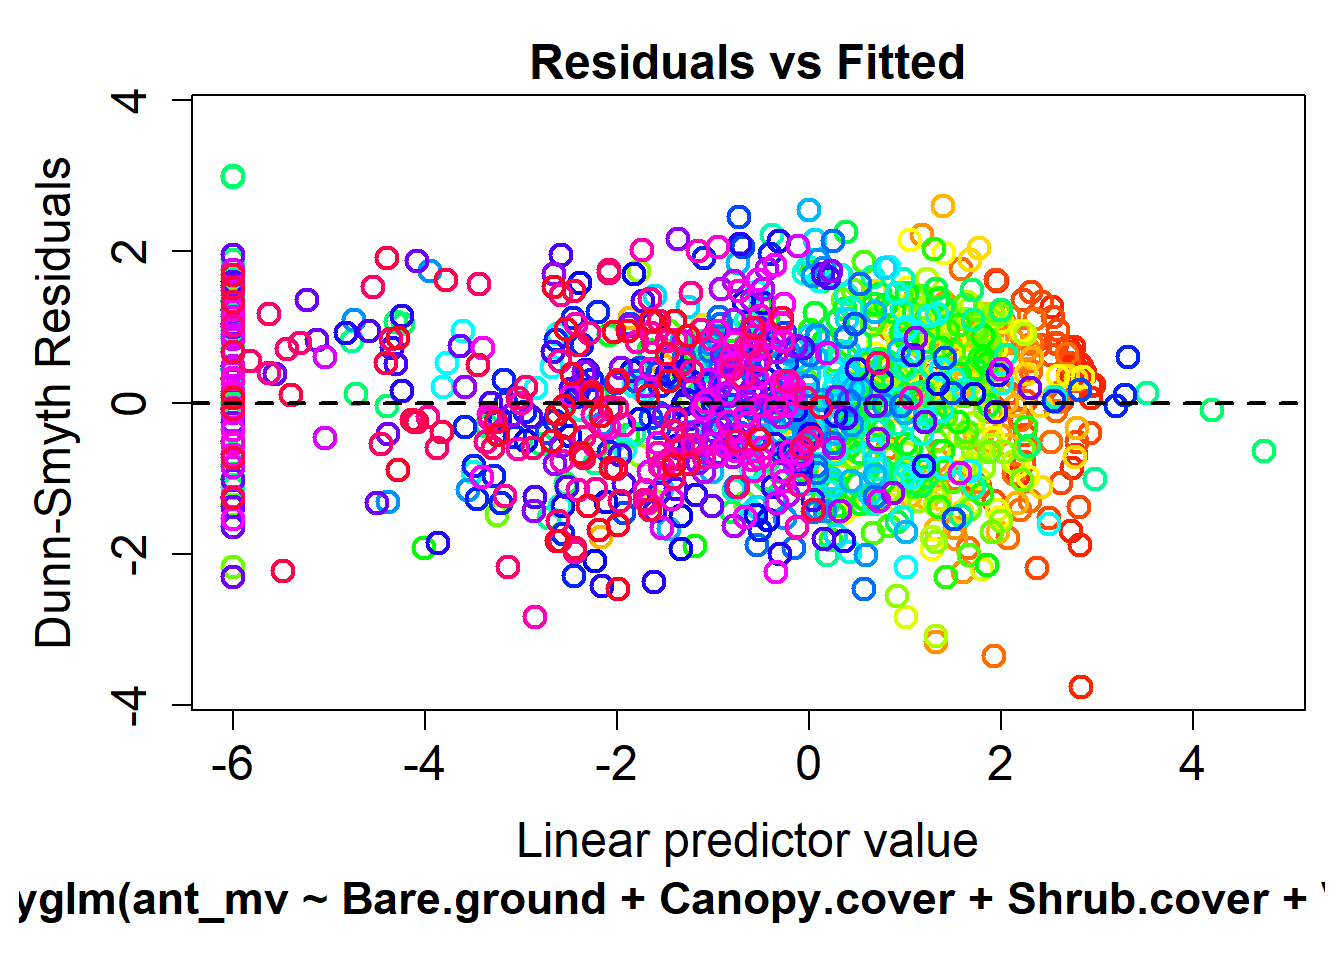 Residuals vs Fitted
4
2
0
-2
-4
Dunn-Smyth Residuals
-6 -4 -2 0 2 4
Linear predictor value
yglm(ant_mv ~ Bare.ground + Canopy.cover + Shrub.cover +